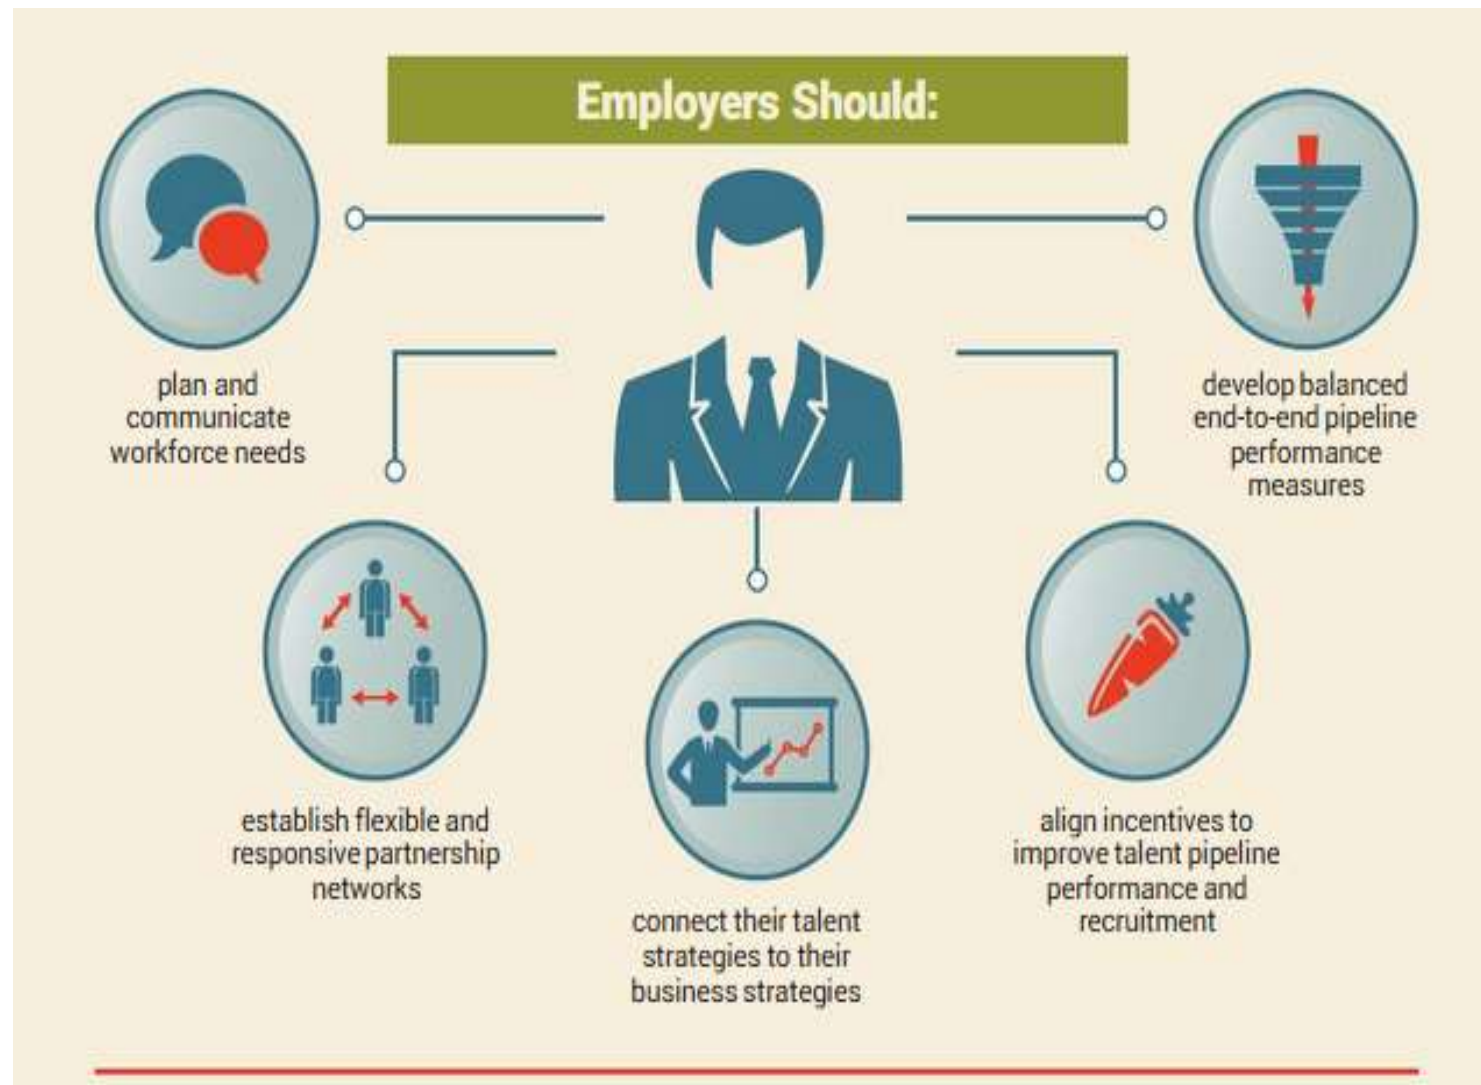 Employers Should:
plan and
communicate
workforce needs
establish flexible and
responsive partnership
networks
connect their talent
strategies to their
business strategies
align incentives to
improve talent pipeline
performance and
recruitment
develop balanced
end-to-end pipeline
performance
measures